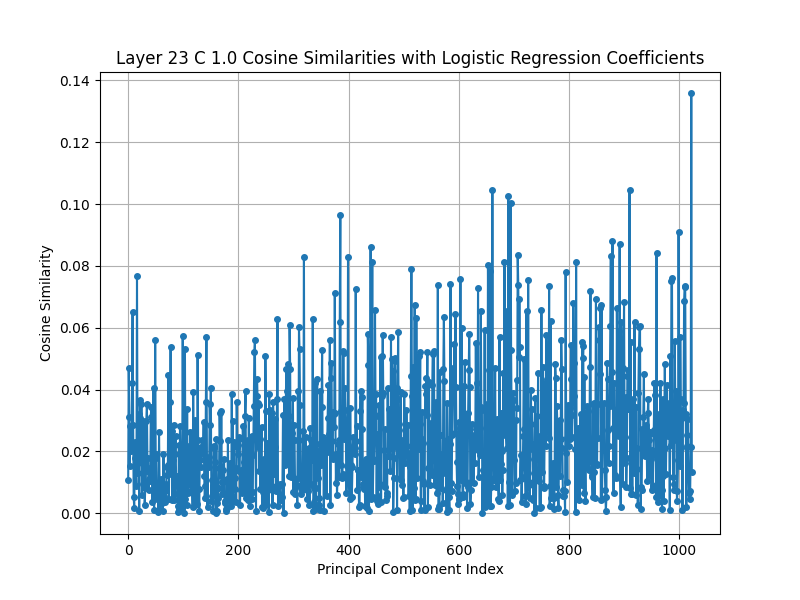 Layer 23 C 1.0 Cosine Similarities with Logistic Regression Coefficients
0.14
0.12
0.10
0.08
0.06
0.04
0.02
0.00
Cosine Similarity
0 200 400 600 800 1000
Principal Component Index